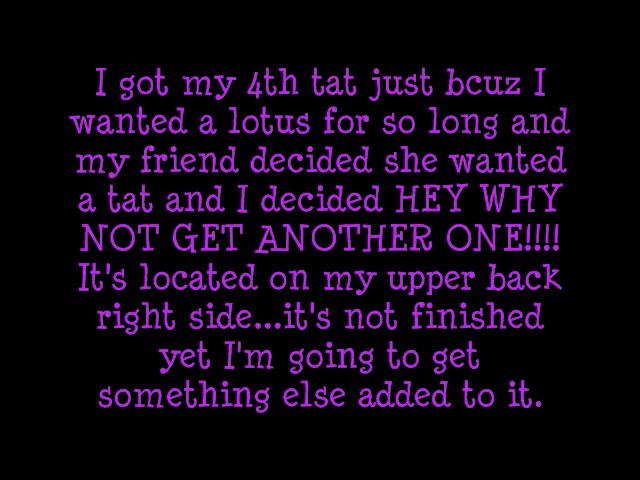 I got my 4th tat just bcuz I
wanted a lotus for so long and
my friend decided she wanted
a tat and I decided HEY WHY
NOT GET ANOTHER ONE!!!!
It's located on my upper back
right side...it's not finished
yet I'm going to get
something else added to it.